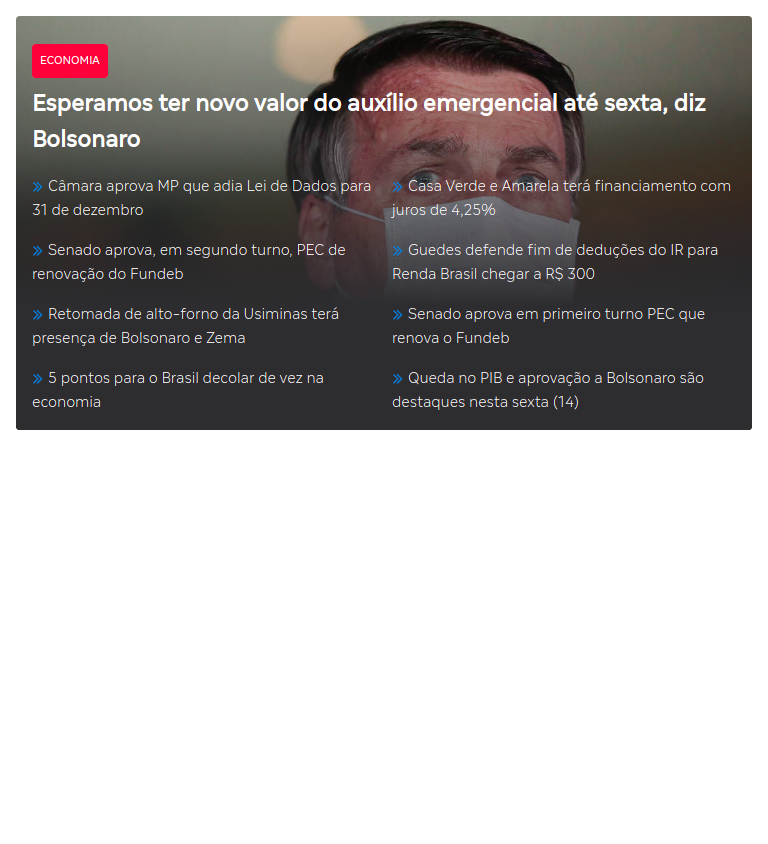 ECONOMIA
Esperamos ter novo valor do auxílio emergencial até sexta, diz
Bolsonaro
» Câmara aprova MP que adia Lei de Dados para
31 de dezembro
» Senado aprova, em segundo turno, PEC de
renovação do Fundeb
» Retomada de alto-forno da Usiminas terá
presença de Bolsonaro e Zema
» 5 pontos para o Brasil decolar de vez na
economia
» Casa Verde e Amarela terá financiamento com
juros de 4,25%
» Guedes defende fim de deduções do IR para
Renda Brasil chegar a R$ 300
» Senado aprova em primeiro turno PEC que
renova o Fundeb
» Queda no PIB e aprovação a Bolsonaro são
destaques nesta sexta (14)